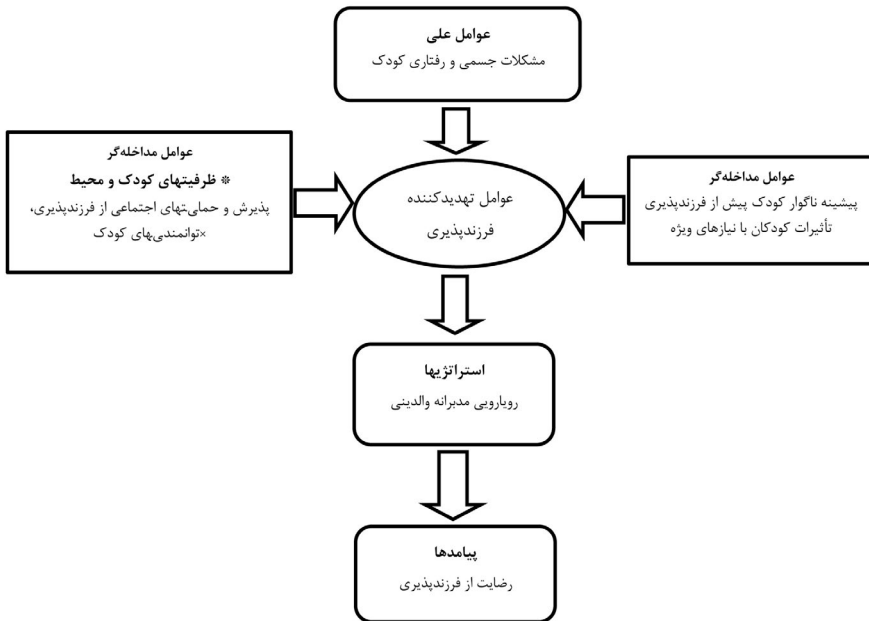 عوامل علی
مشکلات جسمی و رفتاری کودک
عوامل مداخله‌گر
پیشینه ناگوار کودک پیش از فرزندپذیری
تأثیرات کودکان با نیازهای ویژه
عوامل تهدیدکننده
فرزندپذیری
عوامل مداخله‌گر
* ظرفیتهای کودک و محیط
پذیرش و حمایتهای اجتماعی از فرزندپذیری،
×توانمندی‌های کودک
استراتژیها
رویارویی مدبرانه والدینی
پیامدها
رضایت از فرزندپذیری